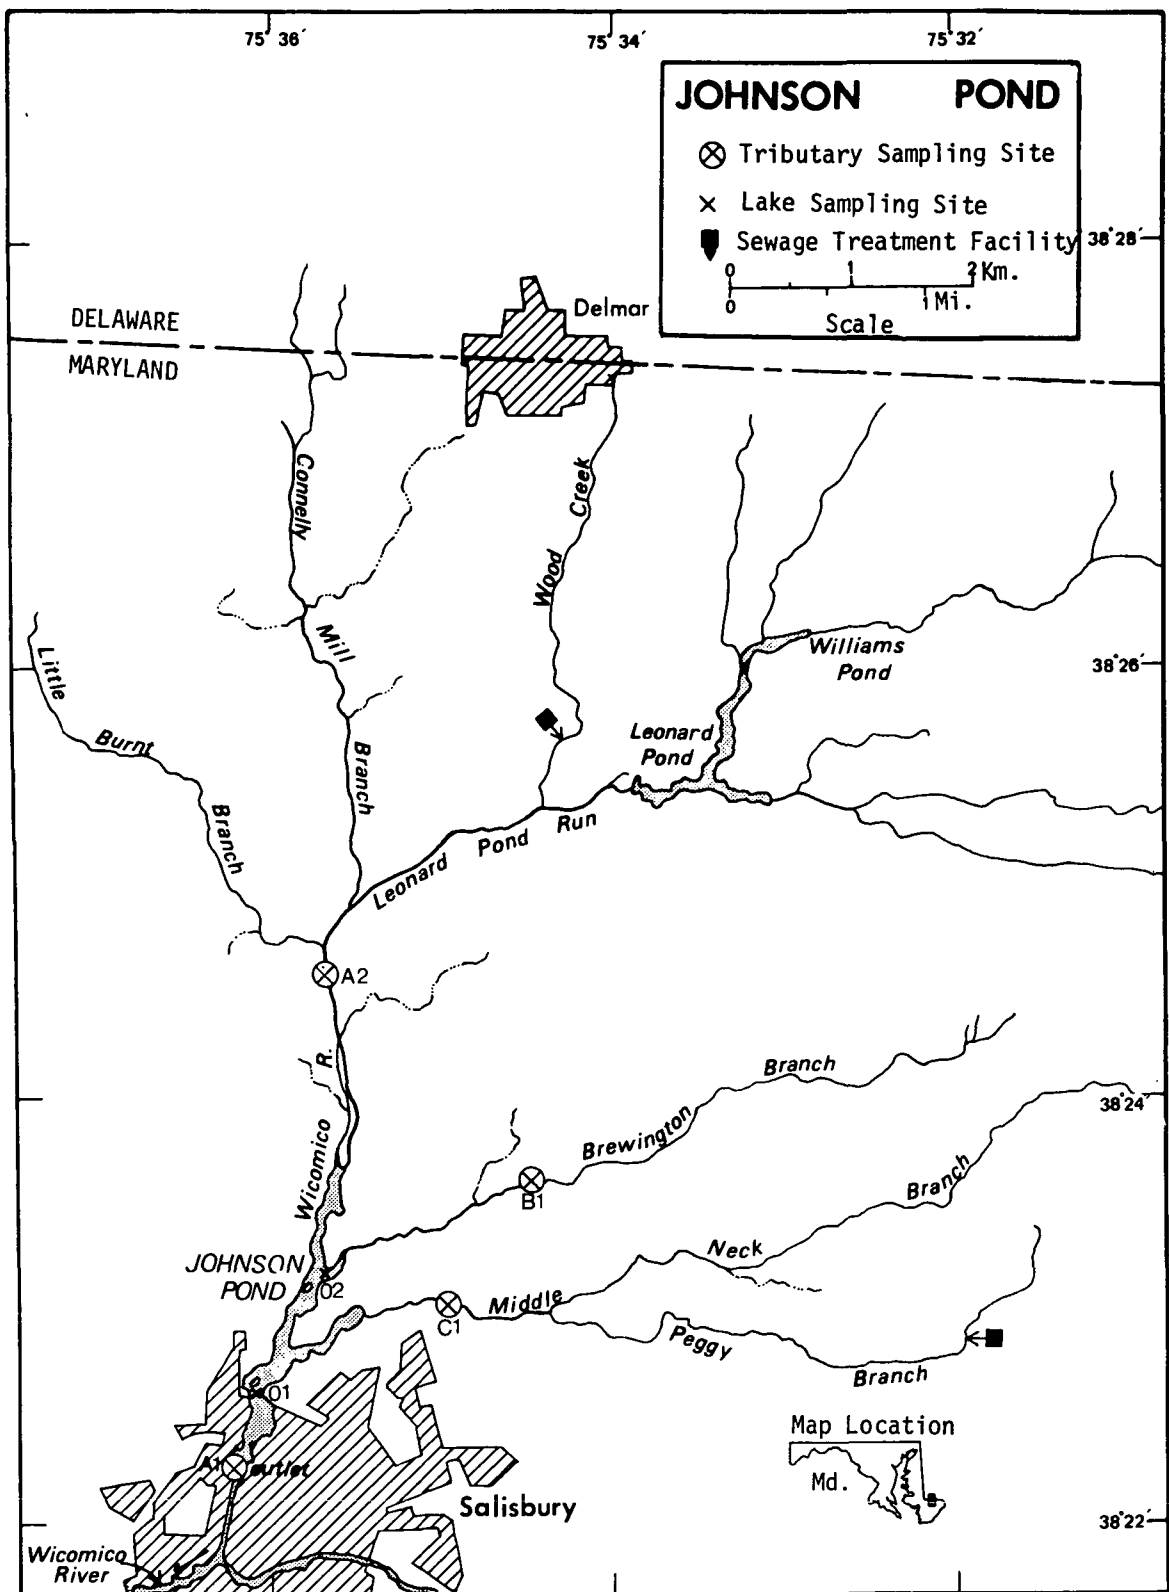 75°36'
75°34'
75°32'
JOHNSON POND
Tributary Sampling Site
Lake Sampling Site
Sewage Treatment Facility
0 1 2 Km.
0 1 Mi.
Scale
38°28'
DELAWARE
MARYLAND
Delmar
Connelly
Mill
Branch
Wood Creek
Little
Burnt
Branch
Williams
Pond
38°26'
Leonard
Pond
Leonard Pond Run
A2
R.
Wicomico
Brewington Branch
38°24'
B1
Neck Branch
JOHNSON
POND
02
C1
Middle
Peggy
Branch
01
Map Location
Md.
A1
outlet
Salisbury
38°22'
Wicomico
River